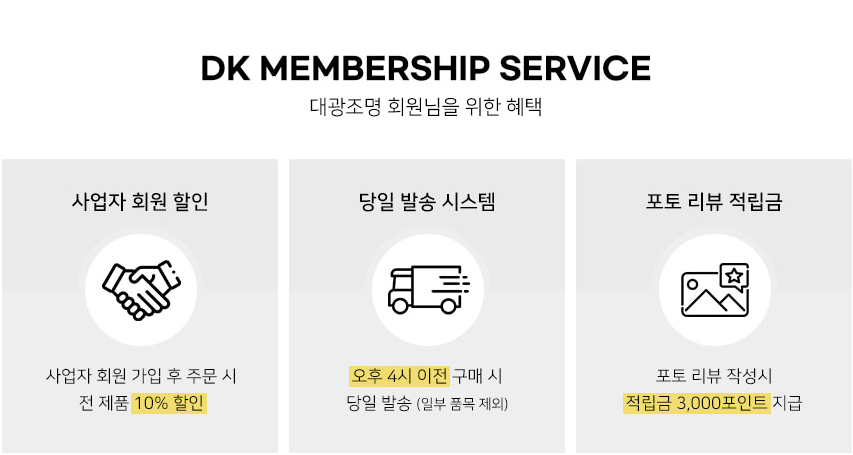 DK MEMBERSHIP SERVICE
대광조명 회원님을 위한 혜택
사업자 회원 할인
사업자 회원 가입 후 주문 시
전 제품 10% 할인
당일 발송 시스템
오후 4시 이전 구매 시
당일 발송 (일부 품목 제외)
포토 리뷰 적립금
포토 리뷰 작성시
적립금 3,000포인트 지급